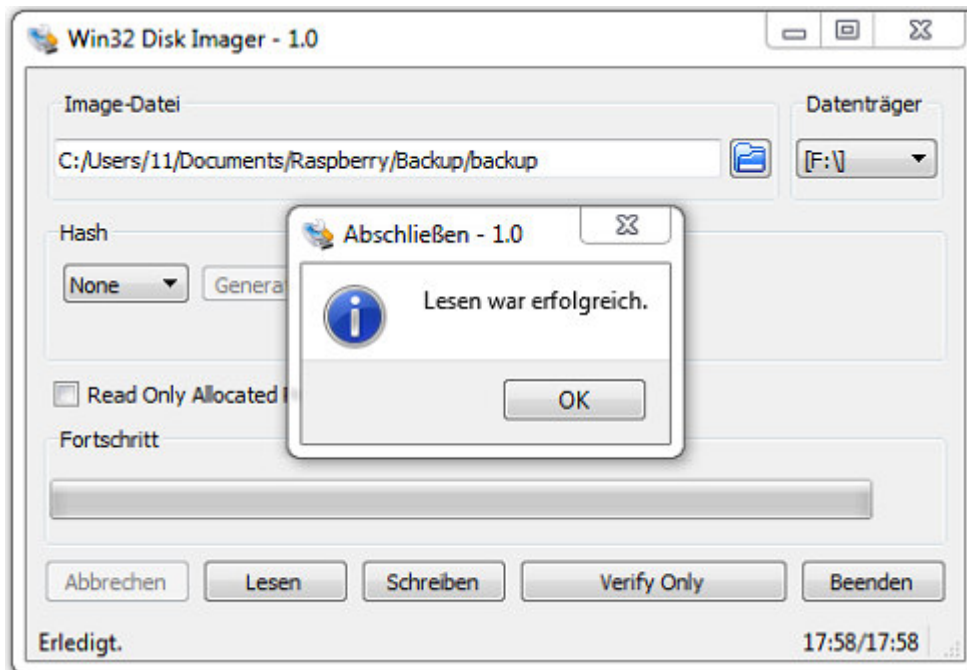 Win32 Disk Imager - 1.0
Image-Datei
Datenträger
C:/Users/11/Documents/Raspberry/Backup/backup
[F:\]
Hash
None
Abschließen - 1.0
Lesen war erfolgreich.
OK
Read Only Allocated
Fortschritt
Abbrechen
Lesen
Schreiben
Verify Only
Beenden
Erledigt.
17:58/17:58